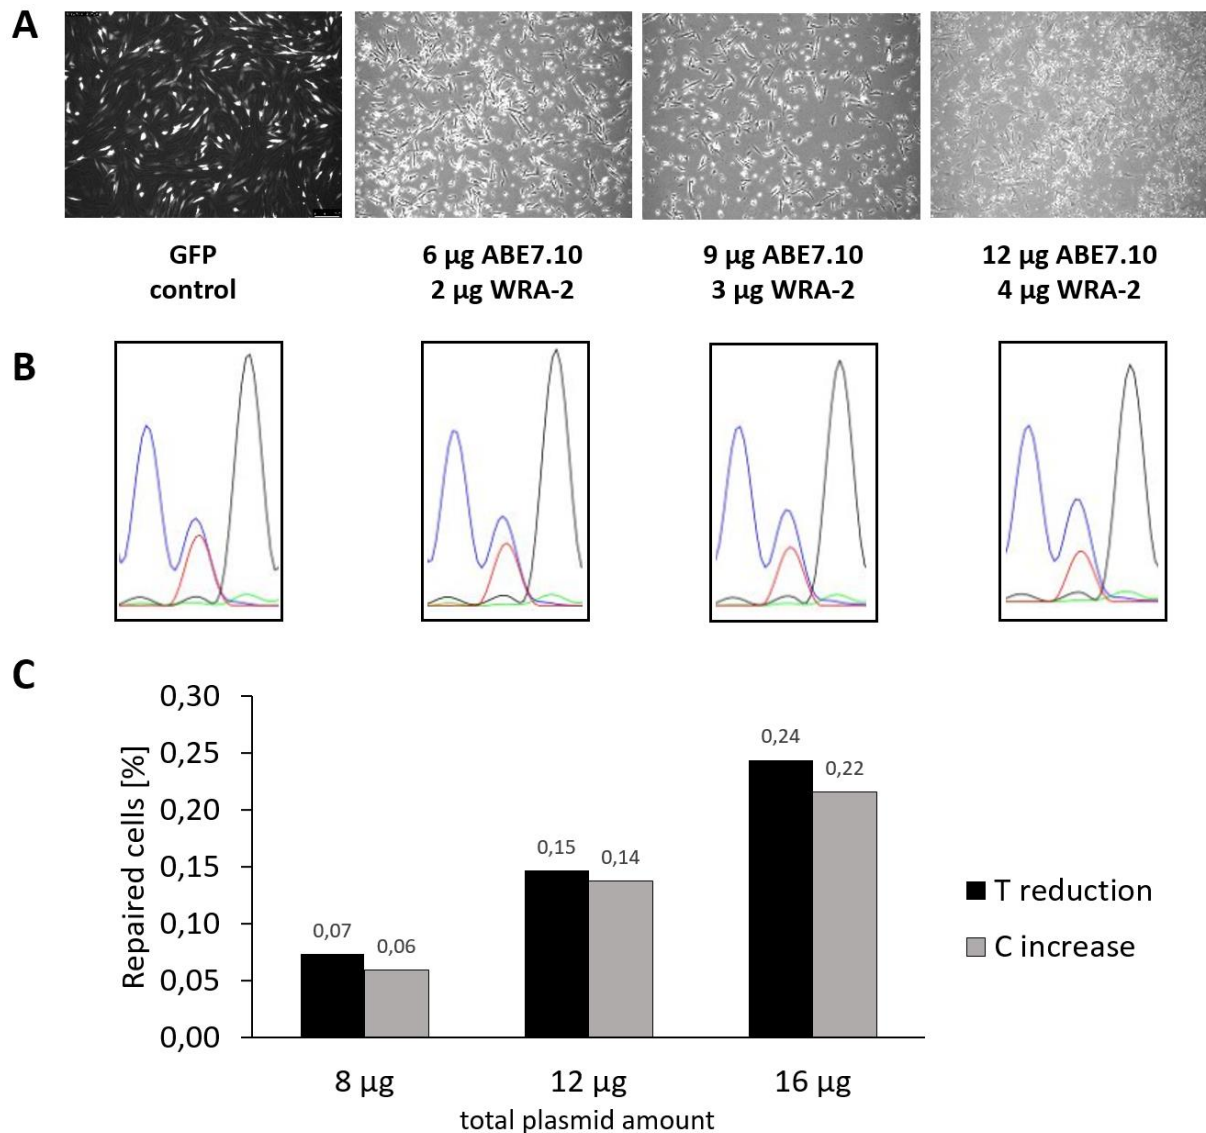 A
GFP
control
6 µg ABE7.10
2 µg WRA-2
9 µg ABE7.10
3 µg WRA-2
12 µg ABE7.10
4 µg WRA-2
B
C
0,30
0,25
0,20
0,15
0,10
0,05
0,00
Repaired cells [%]
0,07
0,06
0,15
0,14
0,24
0,22
T reduction
C increase
8 µg
12 µg
16 µg
total plasmid amount